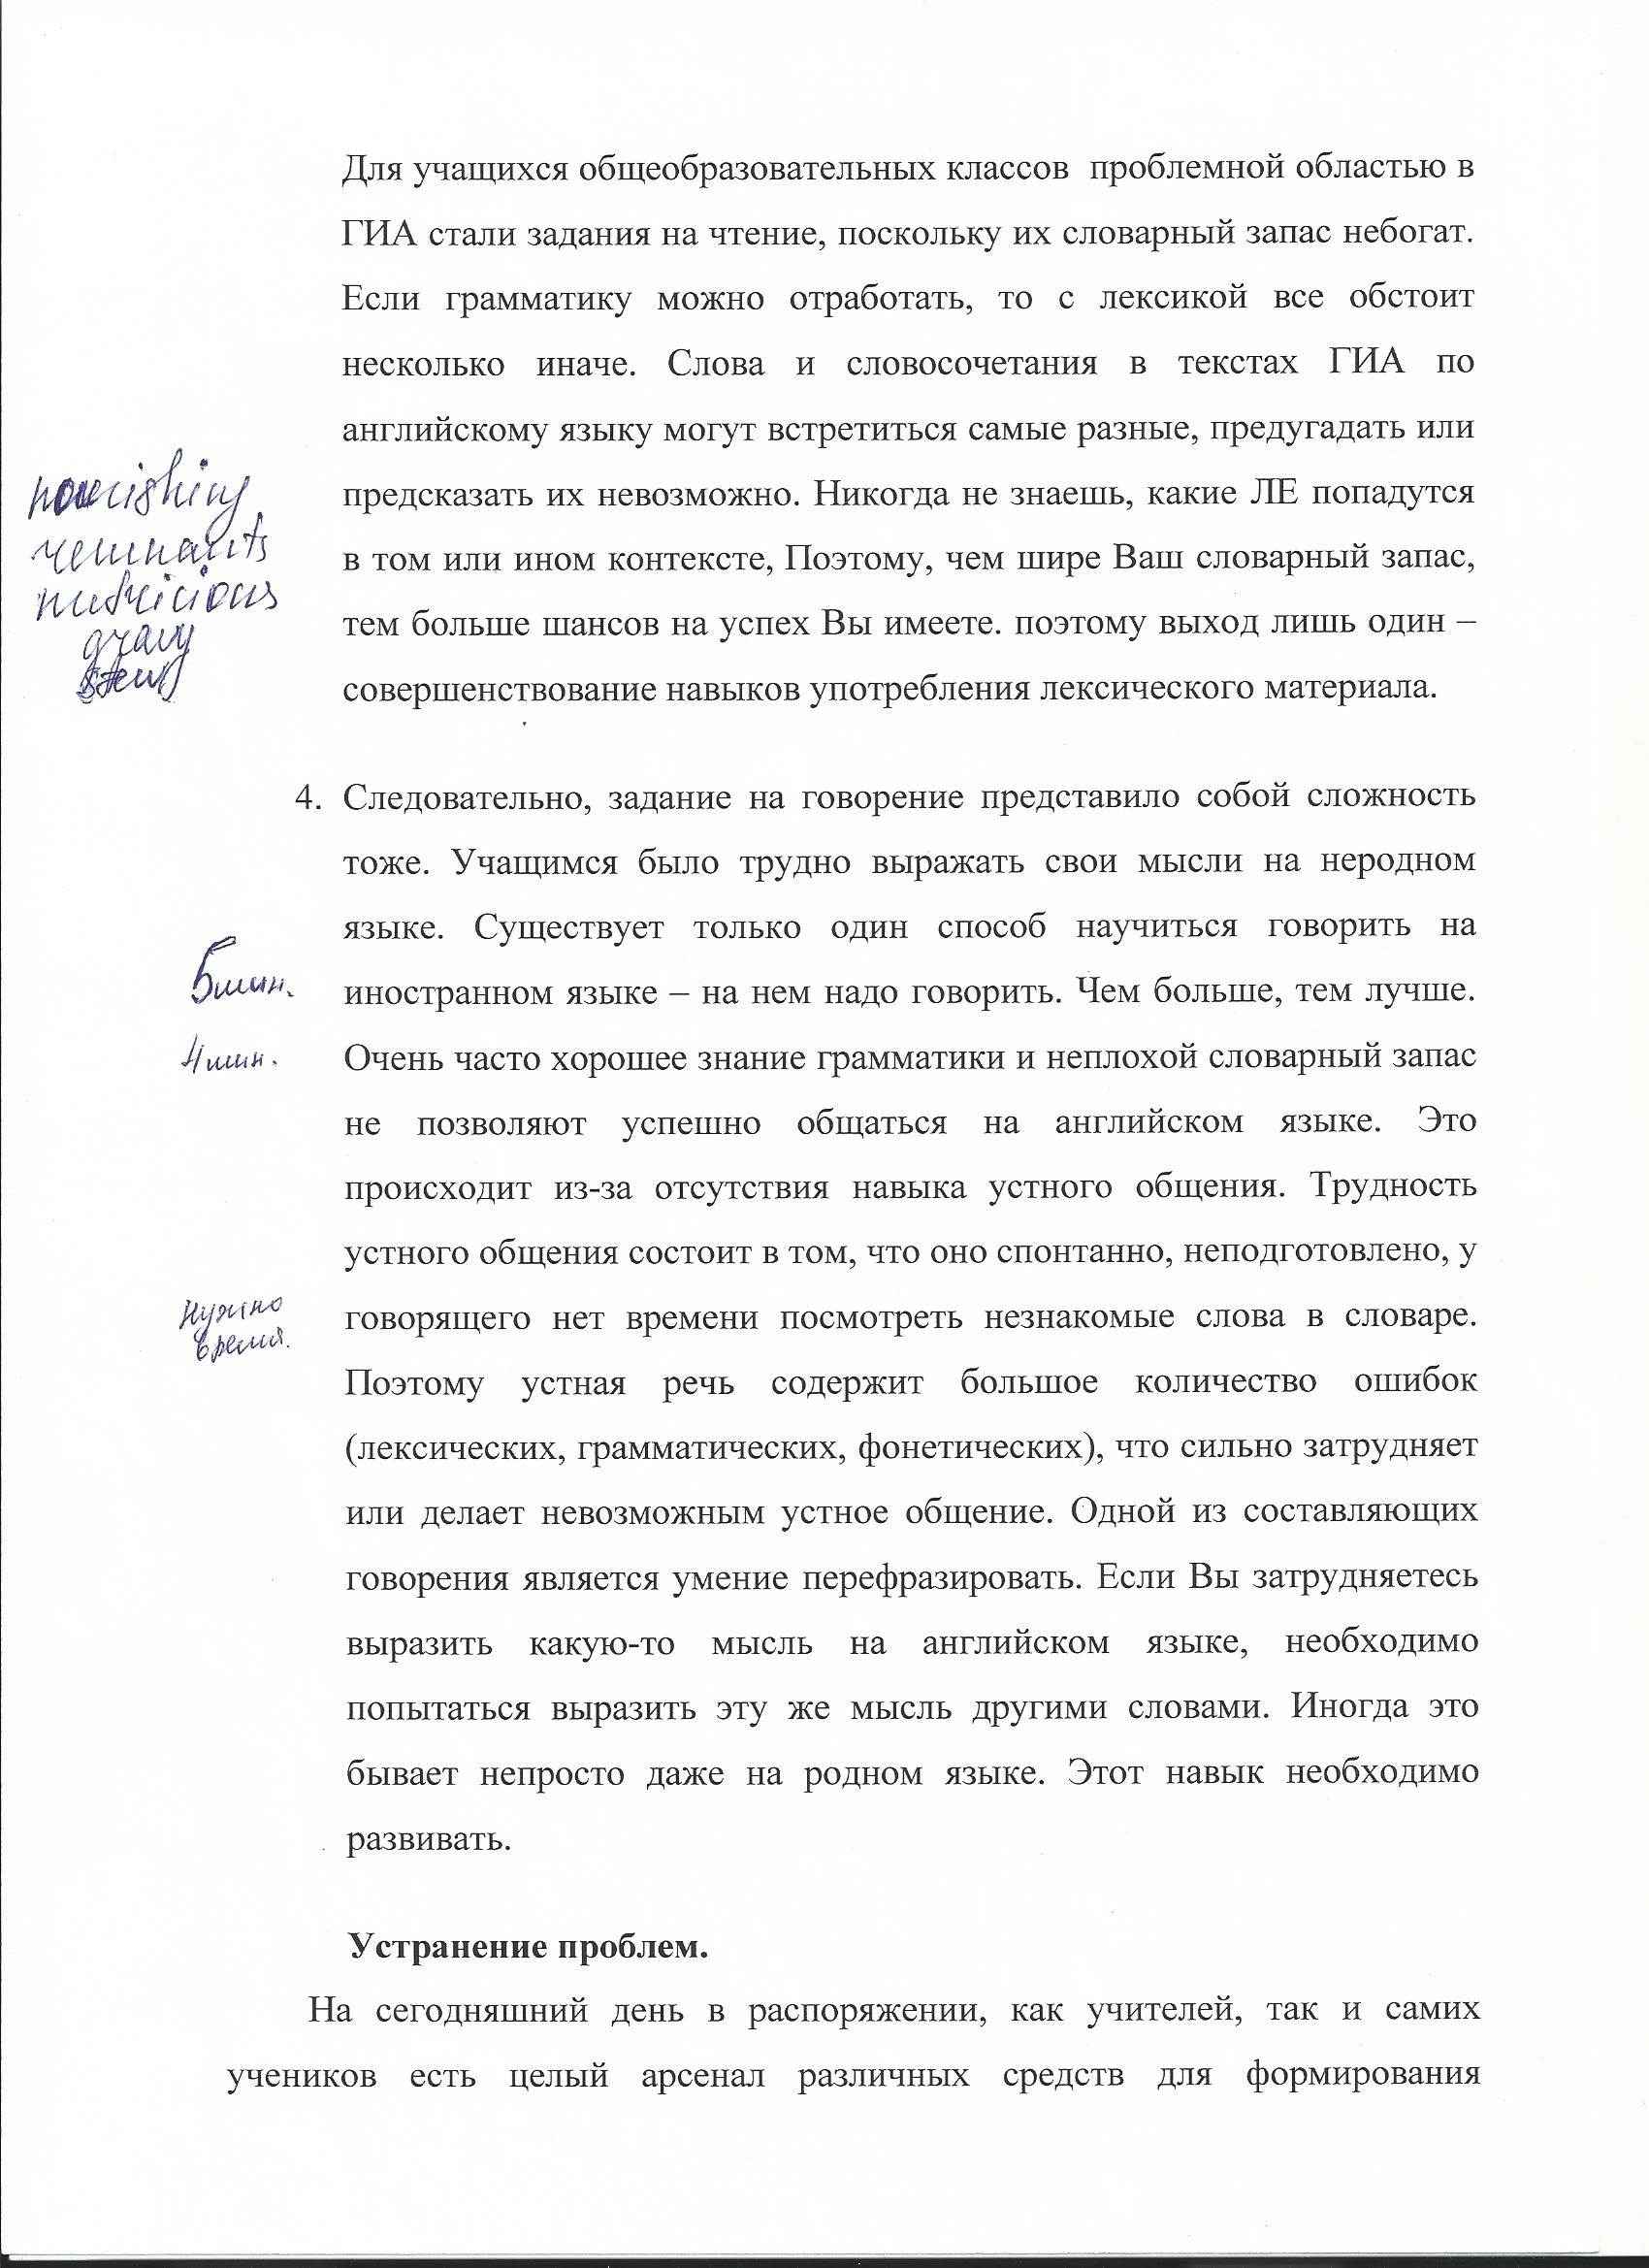 Для учащихся общеобразовательных классов проблемной областью в
ГИА стали задания на чтение, поскольку их словарный запас небогат.
Если грамматику можно отработать, то с лексикой все обстоит
несколько иначе. Слова и словосочетания в текстах ГИА по
английскому языку могут встретиться самые разные, предугадать или
предсказать их невозможно. Никогда не знаешь, какие ЛЕ попадутся
в том или ином контексте, Поэтому, чем шире Ваш словарный запас,
тем больше шансов на успех Вы имеете. поэтому выход лишь один –
совершенствование навыков употребления лексического материала.
nourishing
remnants
nutricious
gravy
stew
4. Следовательно, задание на говорение представило собой сложность
тоже. Учащимся было трудно выражать свои мысли на неродном
языке. Существует только один способ научиться говорить на
иностранном языке – на нем надо говорить. Чем больше, тем лучше.
Очень часто хорошее знание грамматики и неплохой словарный запас
не позволяют успешно общаться на английском языке. Это
происходит из-за отсутствия навыка устного общения. Трудность
устного общения состоит в том, что оно спонтанно, неподготовлено, у
говорящего нет времени посмотреть незнакомые слова в словаре.
Поэтому устная речь содержит большое количество ошибок
(лексических, грамматических, фонетических), что сильно затрудняет
или делает невозможным устное общение. Одной из составляющих
говорения является умение перефразировать. Если Вы затрудняетесь
выразить какую-то мысль на английском языке, необходимо
попытаться выразить эту же мысль другими словами. Иногда это
бывает непросто даже на родном языке. Этот навык необходимо
развивать.
5мин.
4мин.
нужно
время.
Устранение проблем.
На сегодняшний день в распоряжении, как учителей, так и самих
учеников есть целый арсенал различных средств для формирования